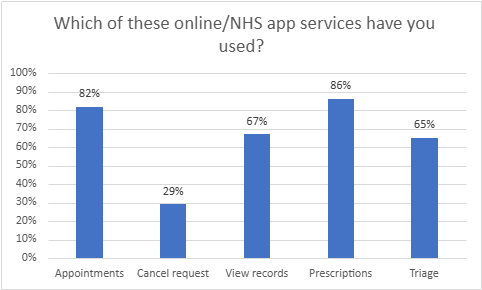 Which of these online/NHS app services have you
used?
100%
90%
80%
70%
60%
50%
40%
30%
20%
10%
0%
82%
29%
67%
86%
65%
Appointments
Cancel request
View records
Prescriptions
Triage